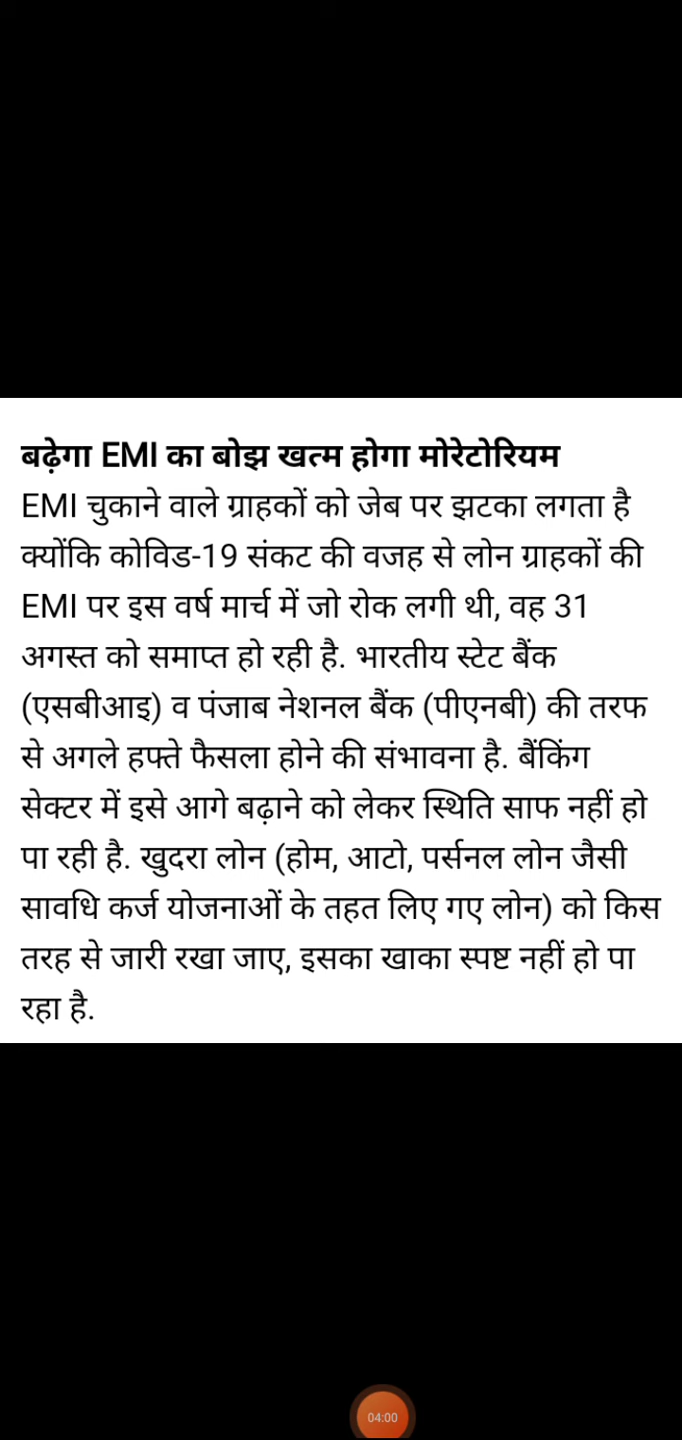 बढ़ेगा EMI का बोझ खत्म होगा मोरेटोरियम
EMI चुकाने वाले ग्राहकों को जेब पर झटका लगता है
क्योंकि कोविड-19 संकट की वजह से लोन ग्राहकों की
EMI पर इस वर्ष मार्च में जो रोक लगी थी, वह 31
अगस्त को समाप्त हो रही है. भारतीय स्टेट बैंक
(एसबीआइ) व पंजाब नेशनल बैंक (पीएनबी) की तरफ
से अगले हफ्ते फैसला होने की संभावना है. बैंकिंग
सेक्टर में इसे आगे बढ़ाने को लेकर स्थिति साफ नहीं हो
पा रही है. खुदरा लोन (होम, आटो, पर्सनल लोन जैसी
सावधि कर्ज योजनाओं के तहत लिए गए लोन) को किस
तरह से जारी रखा जाए, इसका खाका स्पष्ट नहीं हो पा
रहा है.
04:00